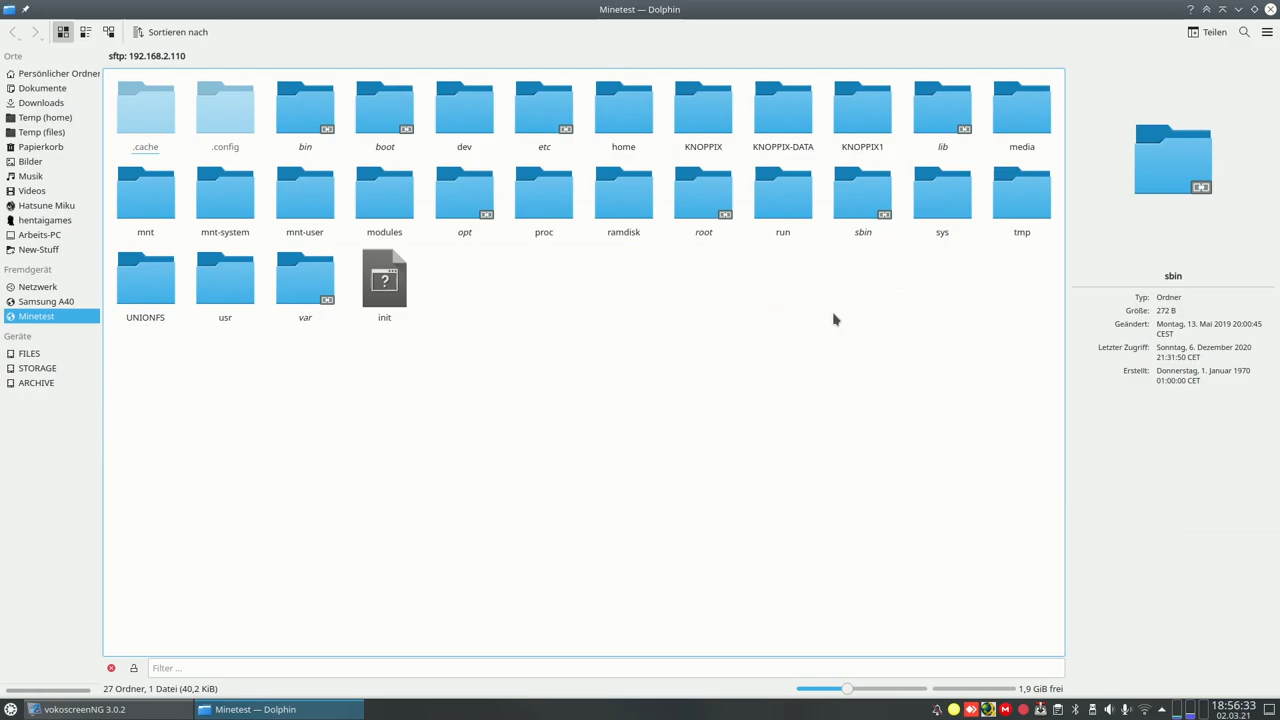 Minetest — Dolphin
Sortieren nach
Teilen
Orte
sftp: 192.168.2.110
Persönlicher Ordner
Dokumente
Downloads
Temp (home)
Temp (files)
Papierkorb
Bilder
Musik
Videos
Hatsune Miku
hentaigames
Arbeits-PC
New-Stuff
Fremdgerät
Netzwerk
Samsung A40
Minetest
Geräte
FILES
STORAGE
ARCHIVE
.cache .config bin boot dev etc home KNOPPIX KNOPPIX-DATA KNOPPIX1 lib media
mnt mnt-system mnt-user modules opt proc ramdisk root run sbin sys tmp
UNIONFS usr var init
sbin
Typ: Ordner
Größe: 272 B
Geändert: Montag, 13. Mai 2019 20:00:45
CEST
Letzter Zugriff: Sonntag, 6. Dezember 2020
21:31:50 CET
Erstellt: Donnerstag, 1. Januar 1970
01:00:00 CET
Filter ...
27 Ordner, 1 Datei (40,2 KiB)
1,9 GiB frei
vokoscreenNG 3.0.2
Minetest — Dolphin
18:56:33
02.03.21